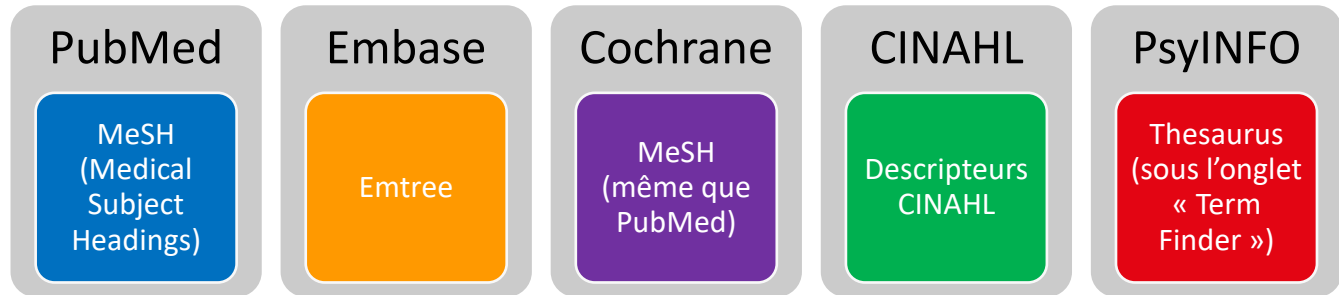 PubMed
MeSH
(Medical
Subject
Headings)
Embase
Emtree
Cochrane
MeSH
(même que
PubMed)
CINAHL
Descripteurs
CINAHL
PsyINFO
Thesaurus
(sous l’onglet
« Term
Finder »)